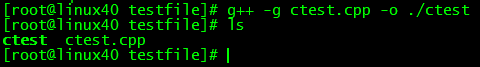 [root@linux40 testfile]# g++ -g ctest.cpp -o ./ctest
[root@linux40 testfile]# ls
ctest  ctest.cpp
[root@linux40 testfile]#